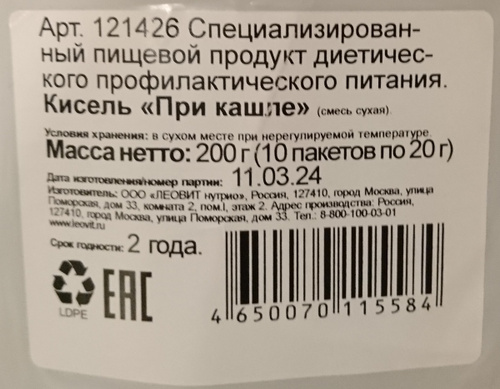 Арт. 121426 Специализирован-
ный пищевой продукт диетичес-
кого профилактического питания.
Кисель «При кашле» (смесь сухая).
Условия хранения: в сухом месте при нерегулируемой температуре.
Масса нетто: 200 г (10 пакетов по 20 г)
Дата изготовления/номер партии: 11.03.24
Изготовитель: ООО «ЛЕОВИТ нутрио», Россия, 127410, город Москва, улица
Поморская, дом 33, комната 2, пом.I, этаж 2. Адрес производства: Россия,
127410, город Москва, улица Поморская, дом 33. Тел.: 8-800-100-03-01
www.leovit.ru
Срок годности: 2 года.
LDPE
EAC
4 650070 115584